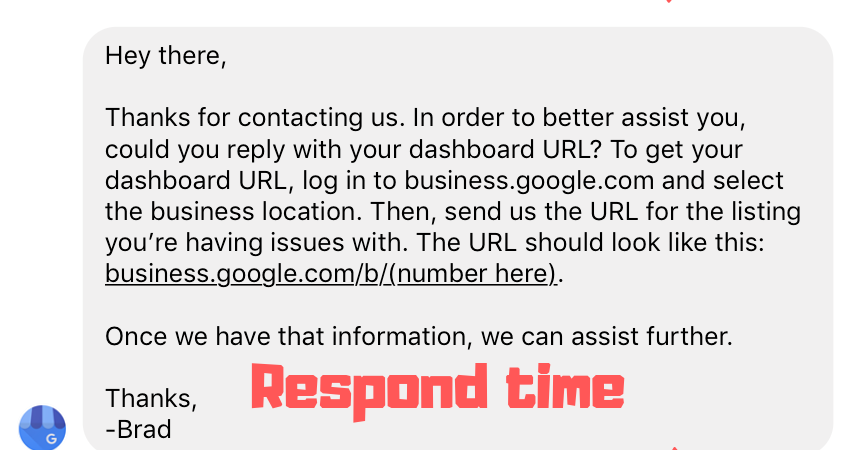 Hey there,
Thanks for contacting us. In order to better assist you,
could you reply with your dashboard URL? To get your
dashboard URL, log in to business.google.com and select
the business location. Then, send us the URL for the listing
you’re having issues with. The URL should look like this:
business.google.com/b/(number here).
Once we have that information, we can assist further.
Respond time
Thanks,
-Brad
G